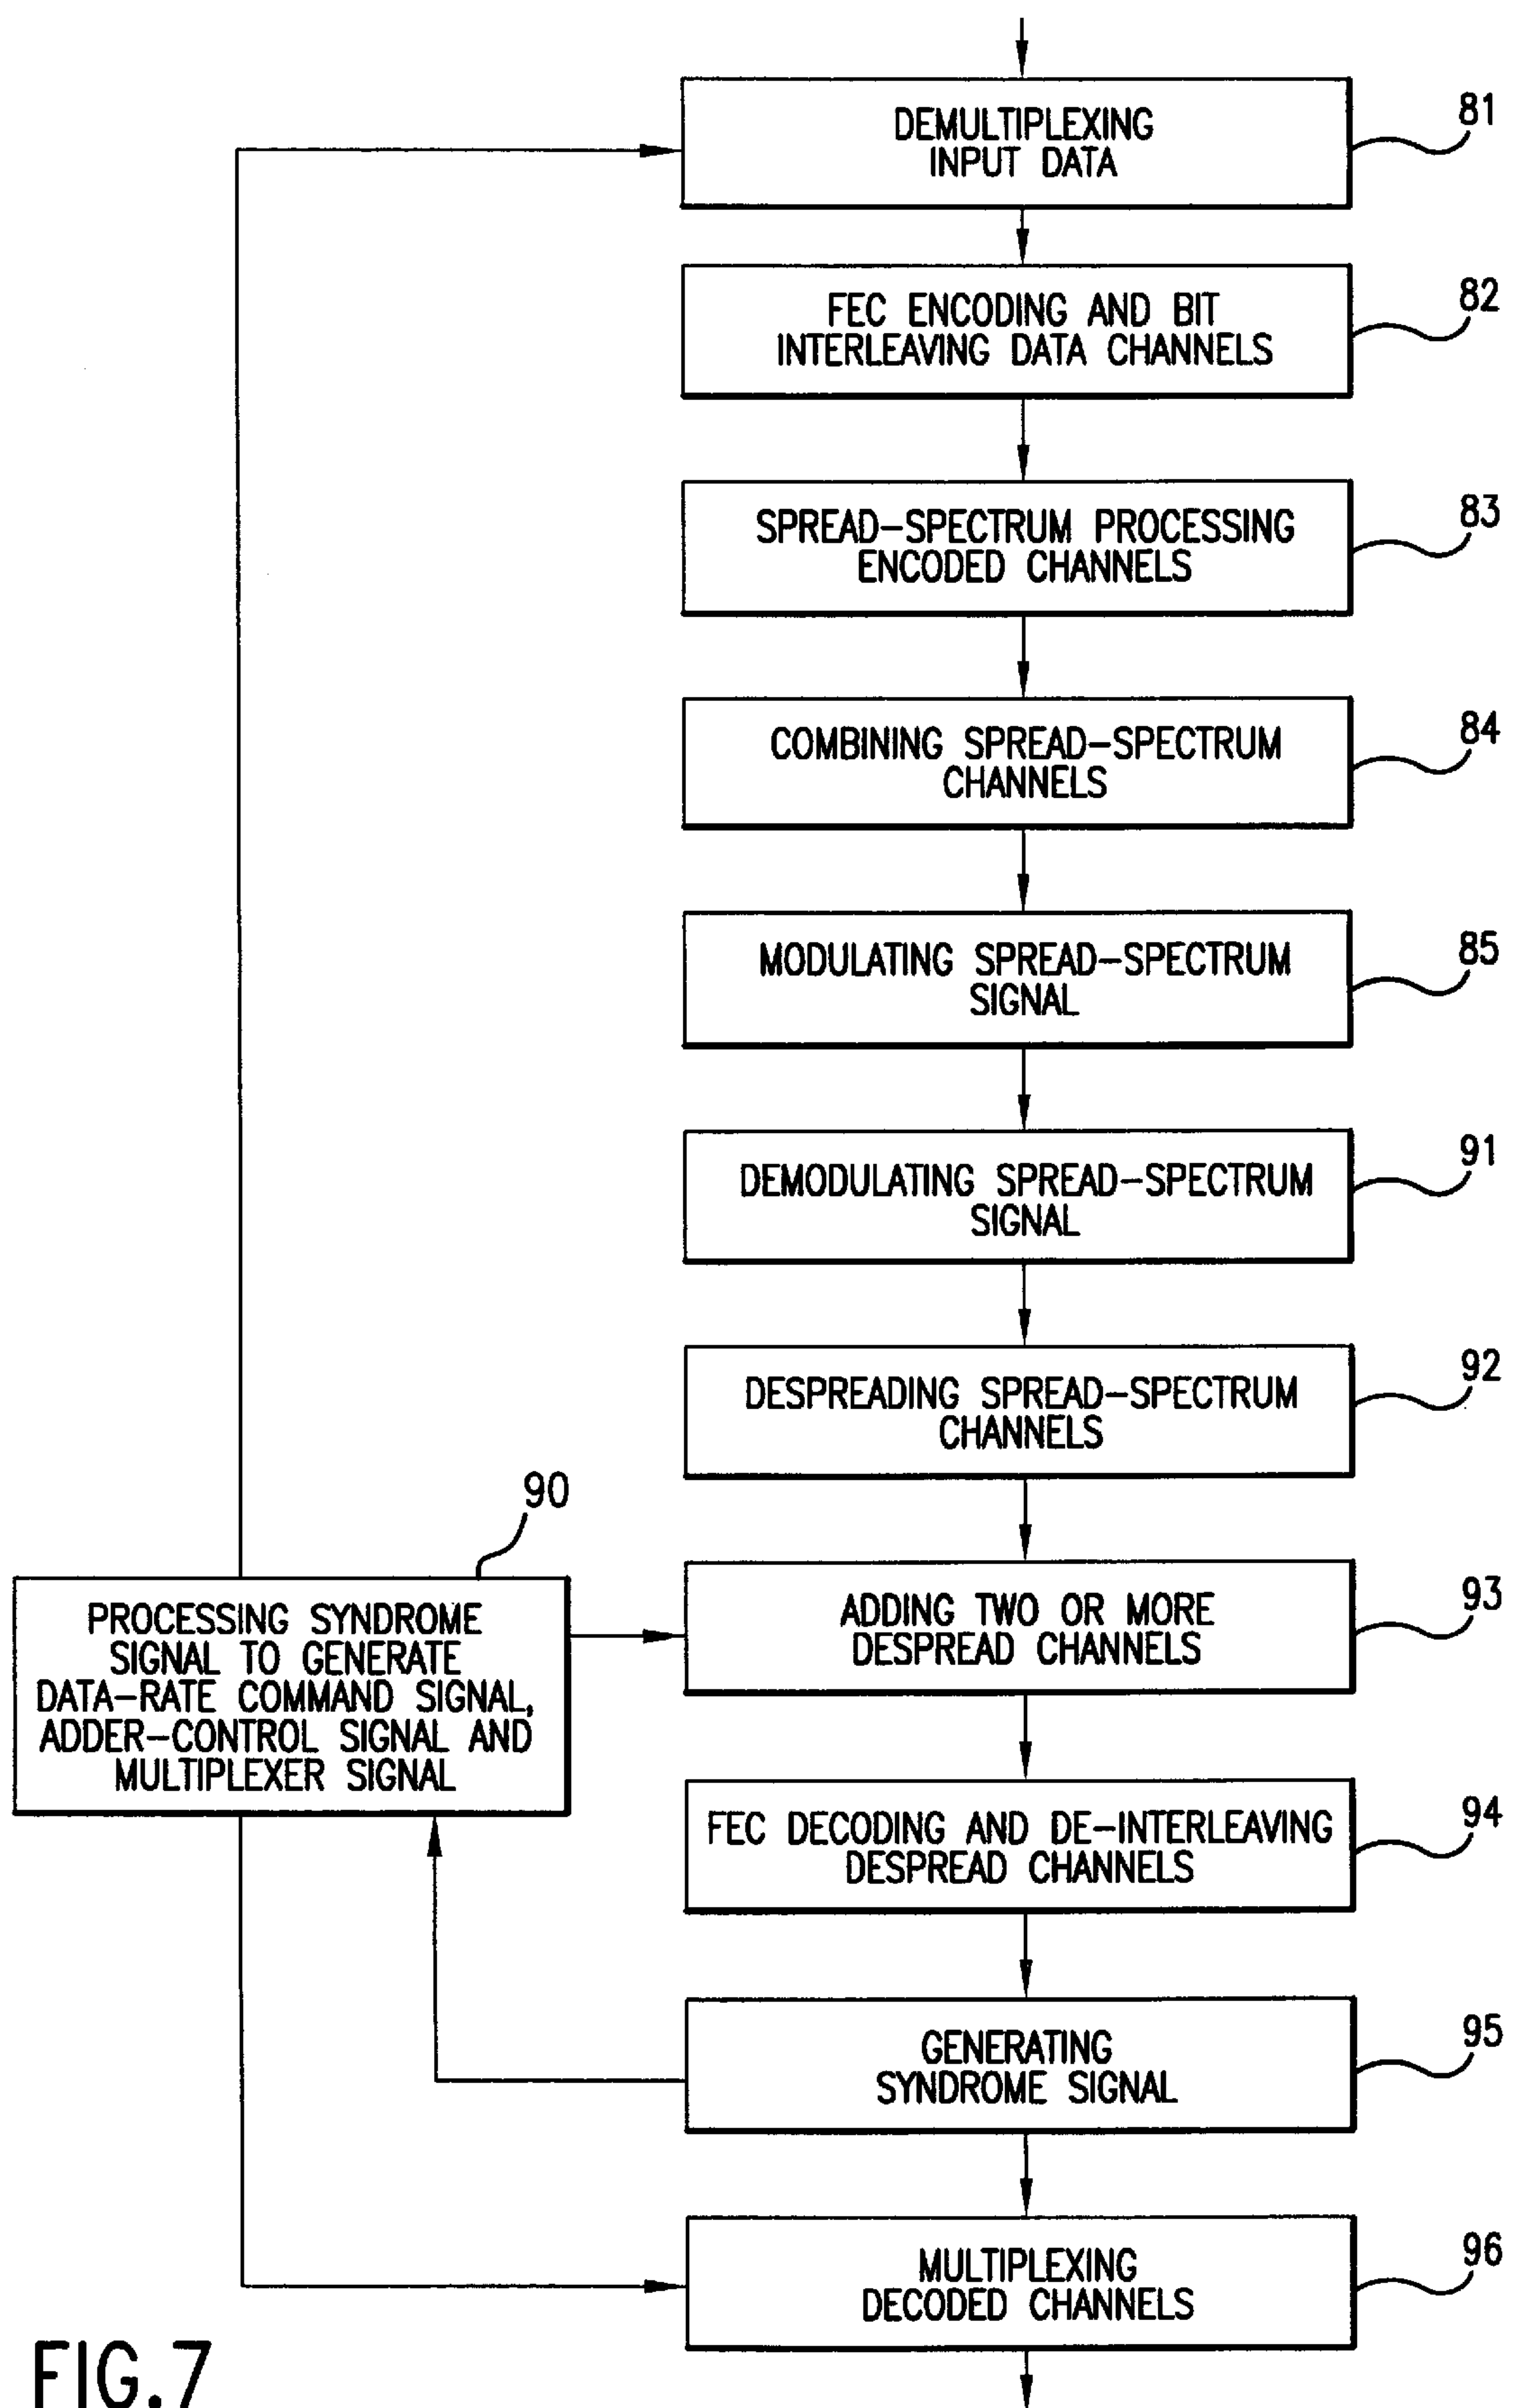 DEMULTIPLEXING
INPUT DATA
81
FEC ENCODING AND BIT
INTERLEAVING DATA CHANNELS
82
SPREAD-SPECTRUM PROCESSING
ENCODED CHANNELS
83
COMBINING SPREAD-SPECTRUM
CHANNELS
84
MODULATING SPREAD-SPECTRUM
SIGNAL
85
DEMODULATING SPREAD-SPECTRUM
SIGNAL
91
DESPREADING SPREAD-SPECTRUM
CHANNELS
92
90
PROCESSING SYNDROME
SIGNAL TO GENERATE
DATA-RATE COMMAND SIGNAL,
ADDER-CONTROL SIGNAL AND
MULTIPLEXER SIGNAL
ADDING TWO OR MORE
DESPREAD CHANNELS
93
FEC DECODING AND DE-INTERLEAVING
DESPREAD CHANNELS
94
GENERATING
SYNDROME SIGNAL
95
MULTIPLEXING
DECODED CHANNELS
96
FIG.7